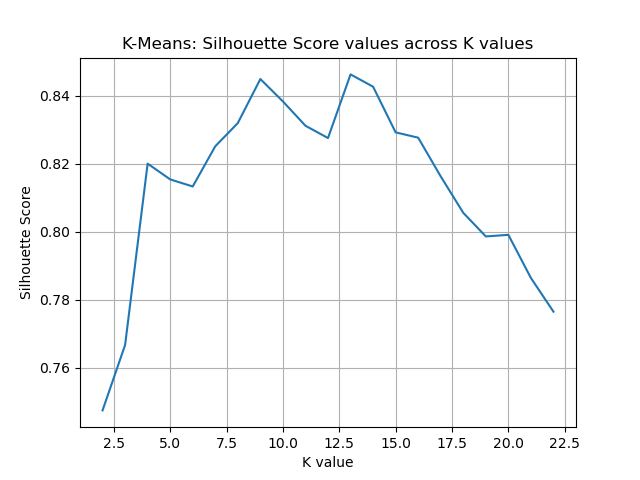 K-Means: Silhouette Score values across K values
0.84
0.82
0.80
0.78
0.76
Silhouette Score
2.5 5.0 7.5 10.0 12.5 15.0 17.5 20.0 22.5
K value